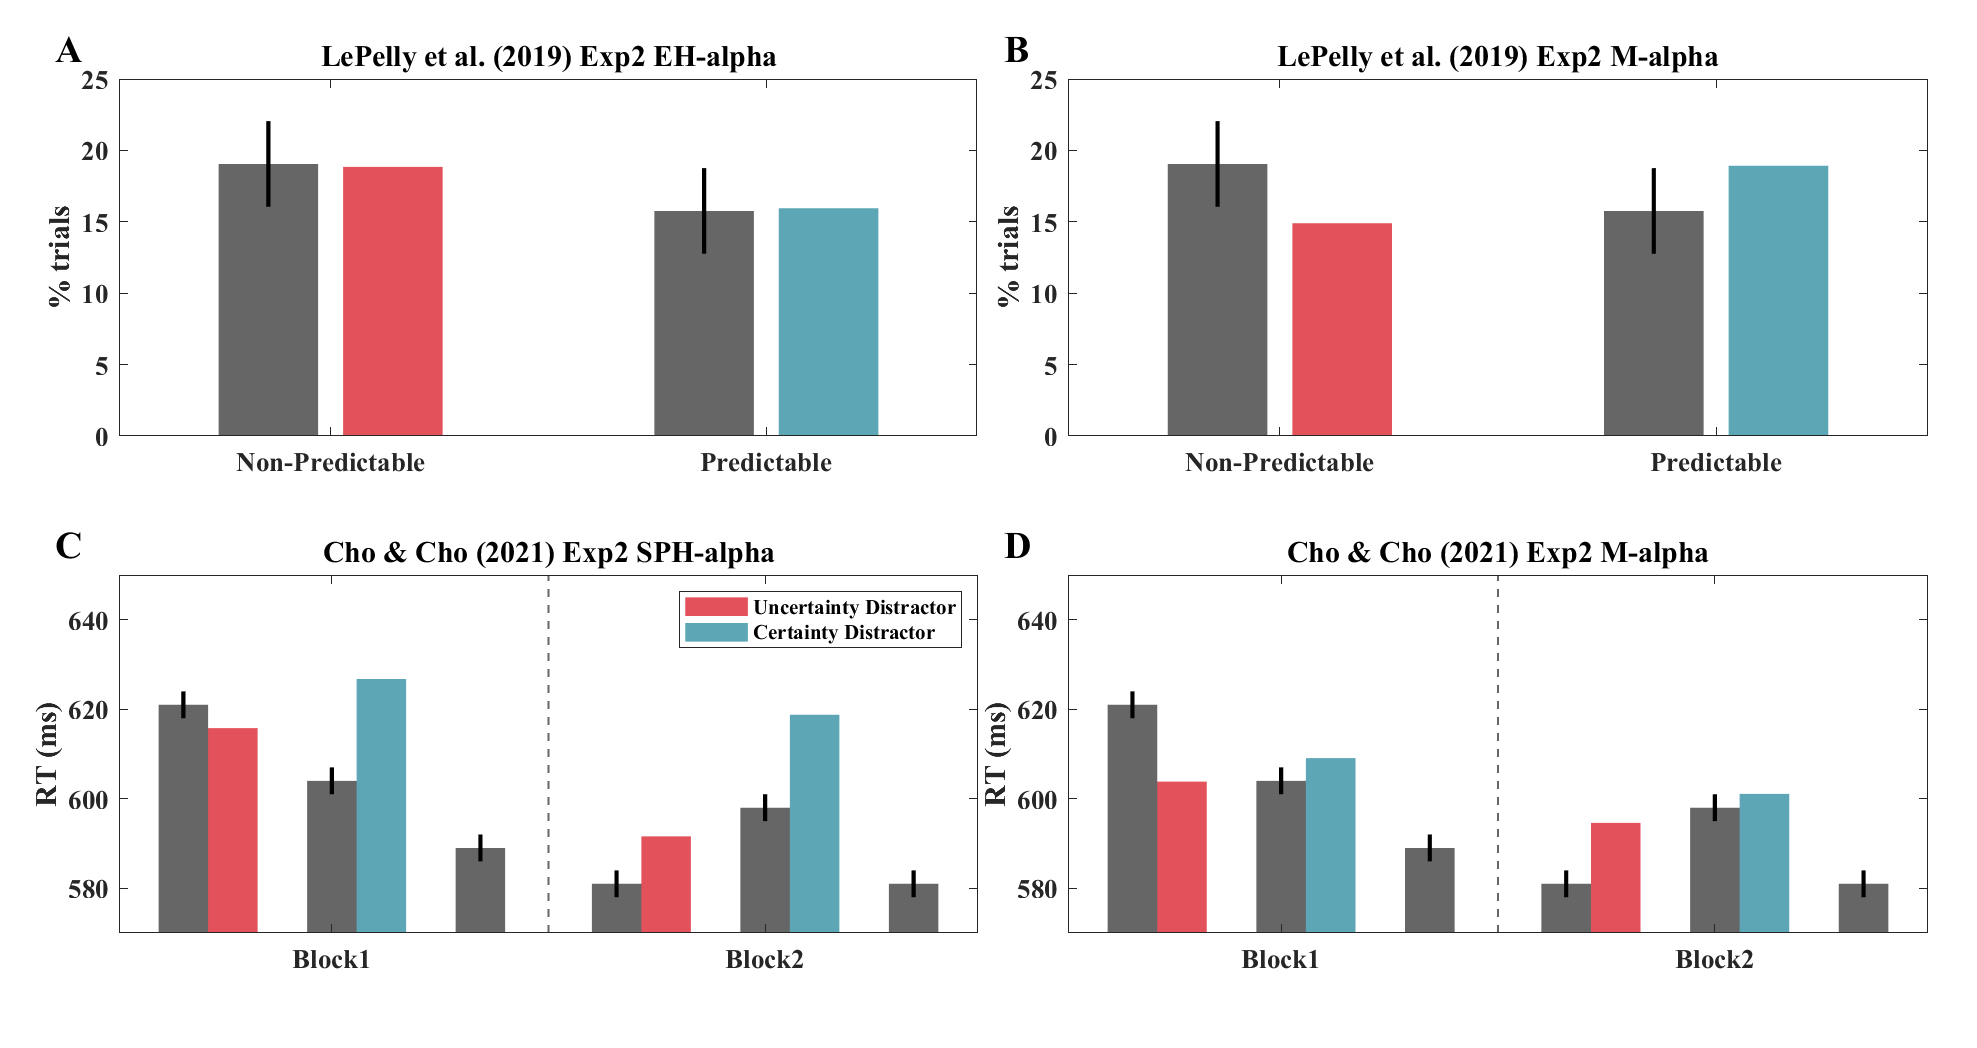 A
LePelly et al. (2019) Exp2 EH-alpha
25
20
15
10
5
0
% trials
Non-Predictable
Predictable
B
LePelly et al. (2019) Exp2 M-alpha
25
20
15
10
5
0
% trials
Non-Predictable
Predictable
C
Cho & Cho (2021) Exp2 SPH-alpha
640
620
600
580
RT (ms)
Uncertainty Distractor
Certainty Distractor
Block1
Block2
D
Cho & Cho (2021) Exp2 M-alpha
640
620
600
580
RT (ms)
Block1
Block2